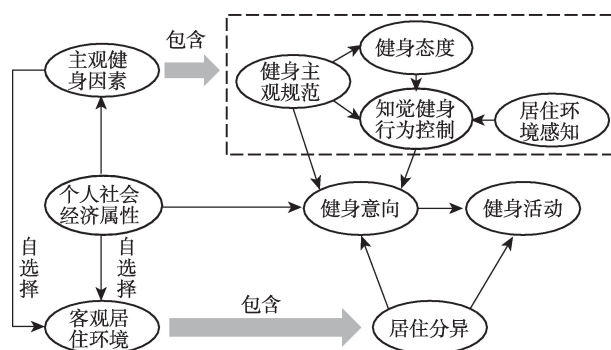 主观健
身因素
包含
健身态度
健身主
观规范
知觉健身
行为控制
居住环
境感知
个人社会
经济属性
健身意向
健身活动
自选择
自选择
客观居
住环境
包含
居住分异